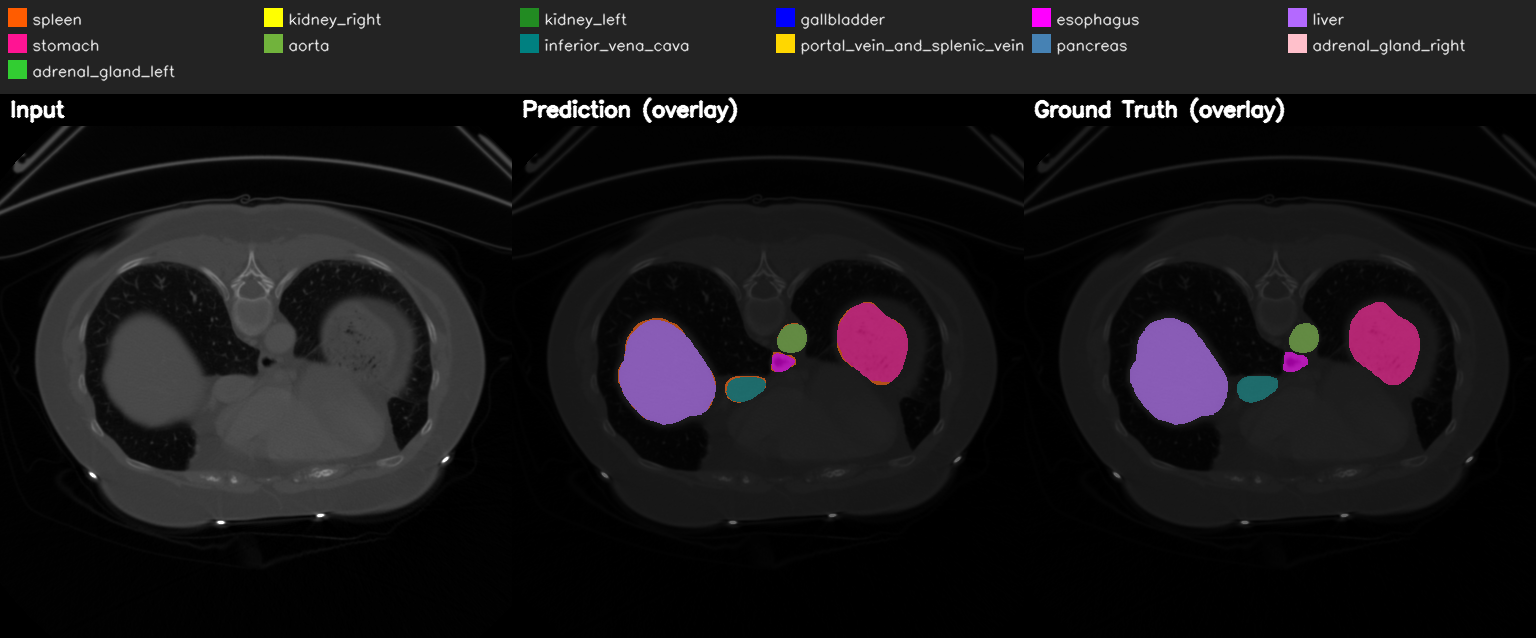 spleen kidney_right kidney_left gallbladder esophagus liver
stomach aorta inferior_vena_cava portal_vein_and_splenic_vein pancreas adrenal_gland_right
adrenal_gland_left
Input Prediction (overlay) Ground Truth (overlay)